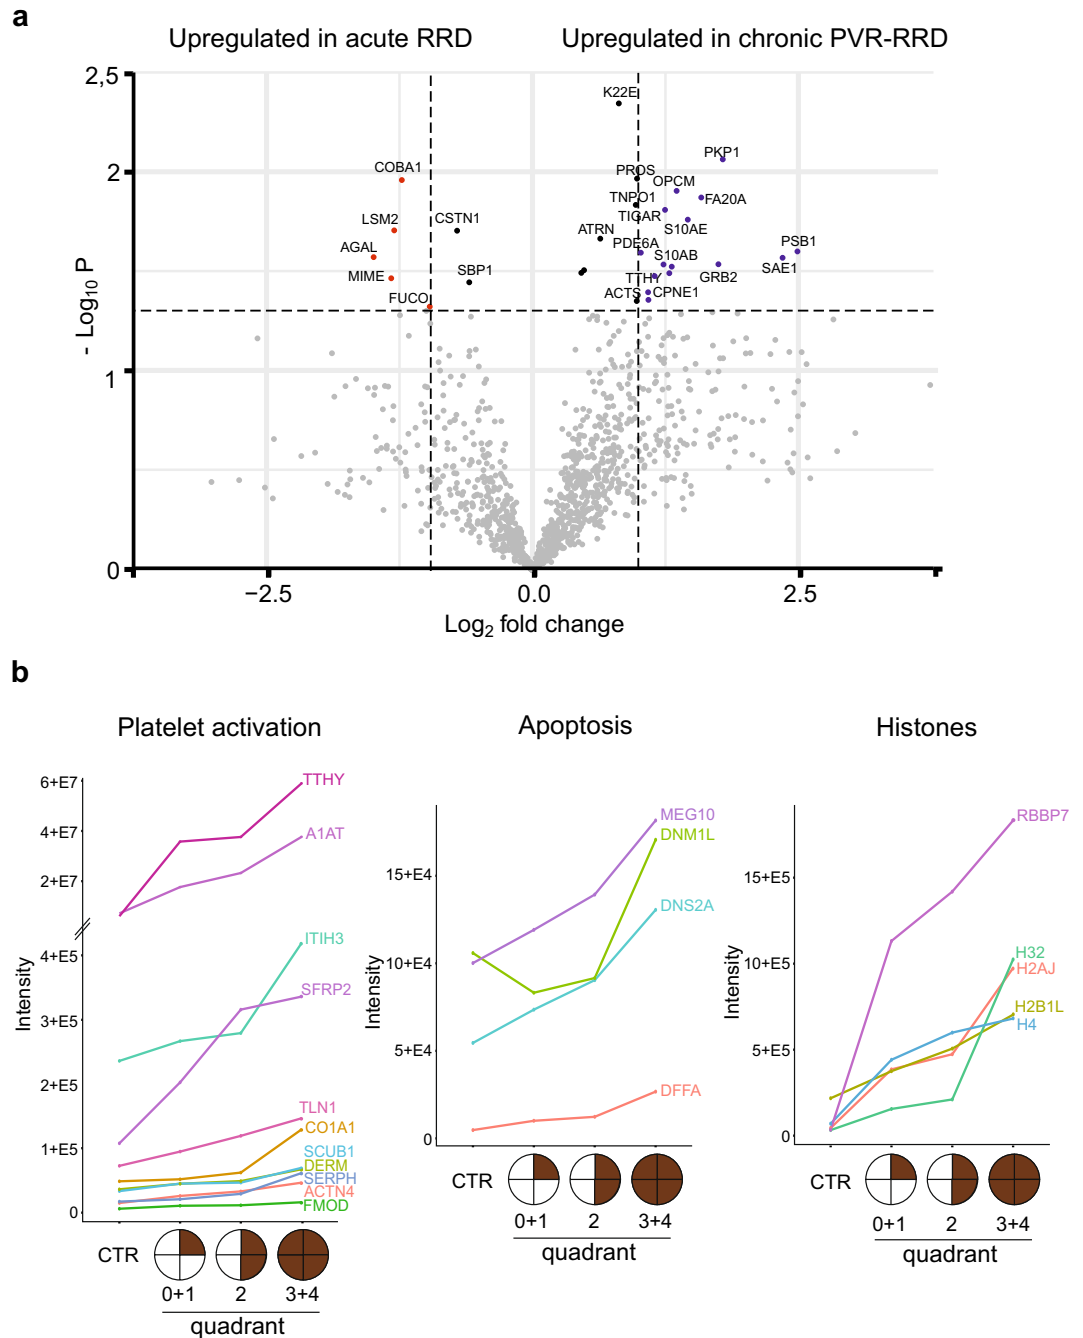 a
Upregulated in acute RRD
Upregulated in chronic PVR-RRD
2,5
K22E
PKP1
2
COBA1
PROS
OPCM
TNPO1
FA20A
LSM2
CSTN1
TIGAR
ATRN
S10AE
AGAL
PDE6A
PSB1
S10AB
SAE1
MIME
SBP1
TTHY
GRB2
FUCO
ACTS
CPNE1
- Log10 P
1
0
−2.5
0.0
2.5
Log2 fold change
b
Platelet activation
Apoptosis
Histones
6+E7
TTHY
4+E7
A1AT
2+E7
ITIH3
4+E5
SFRP2
3+E5
2+E5
TLN1
CO1A1
1+E5
SCUB1
DERM
SERPH
ACTN4
FMOD
0
Intensity
CTR
0+1
2
3+4
quadrant
MEG10
DNM1L
15+E4
DNS2A
10+E4
5+E4
DFFA
0
Intensity
CTR
0+1
2
3+4
quadrant
RBBP7
15+E5
H32
H2AJ
10+E5
H2B1L
H4
5+E5
0
Intensity
CTR
0+1
2
3+4
quadrant